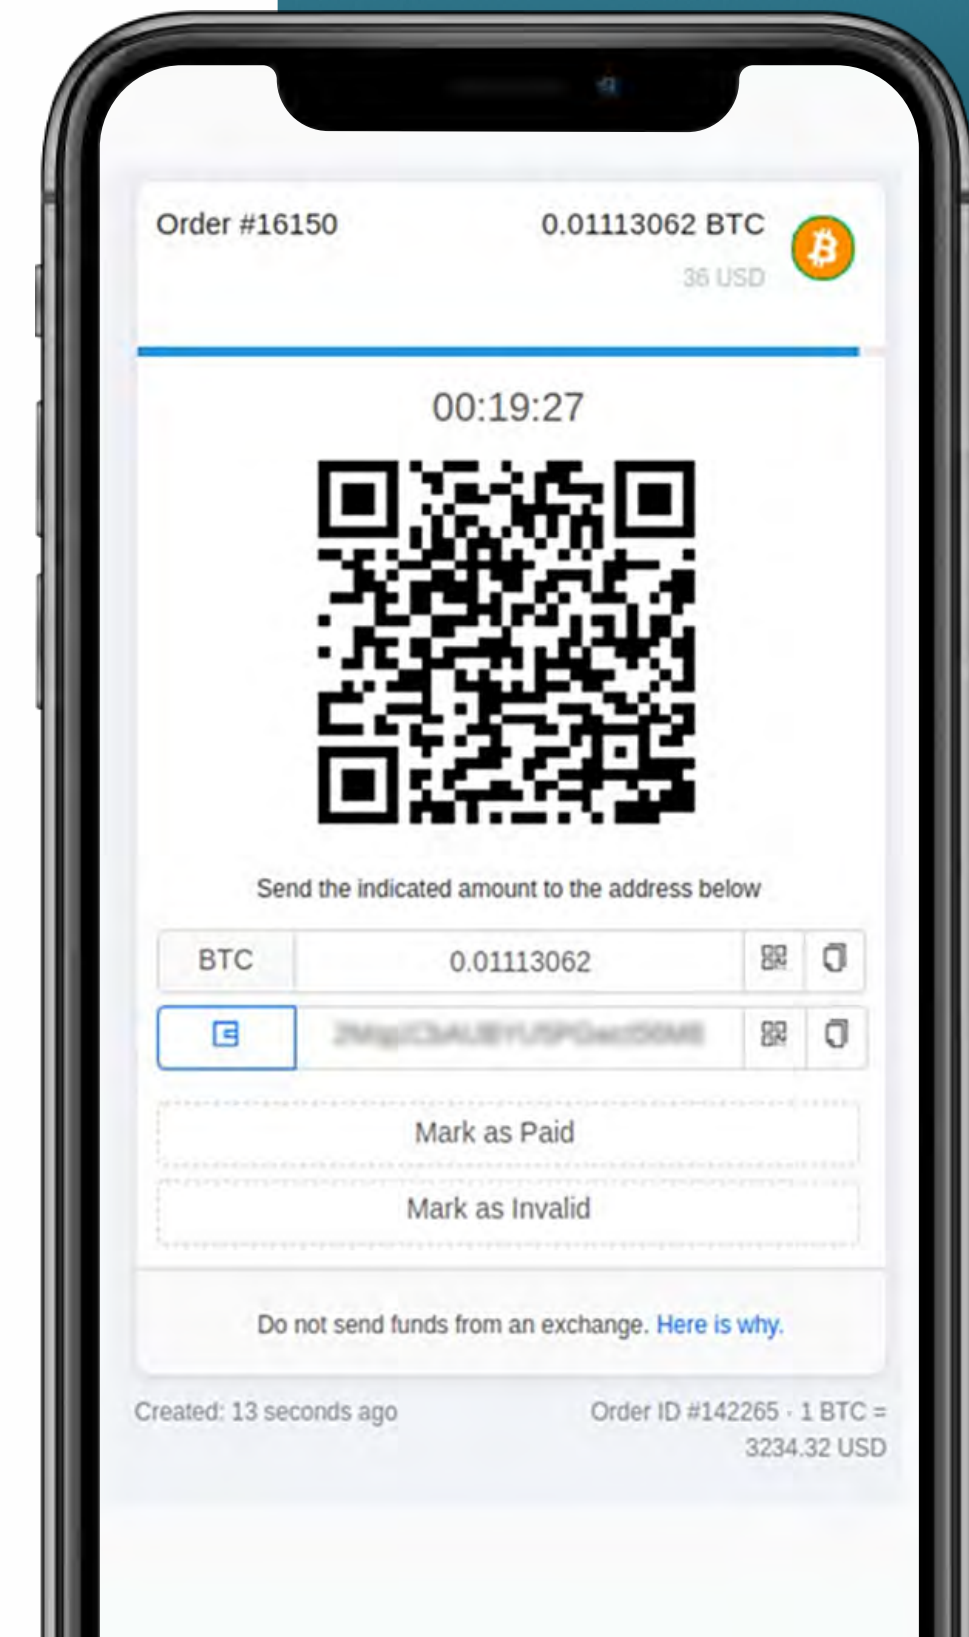 Order #16150
0.01113062 BTC
36 USD
00:19:27
Send the indicated amount to the address below
BTC
0.01113062
Mark as Paid
Mark as Invalid
Do not send funds from an exchange. Here is why.
Created: 13 seconds ago
Order ID #142265 · 1 BTC =
3234.32 USD